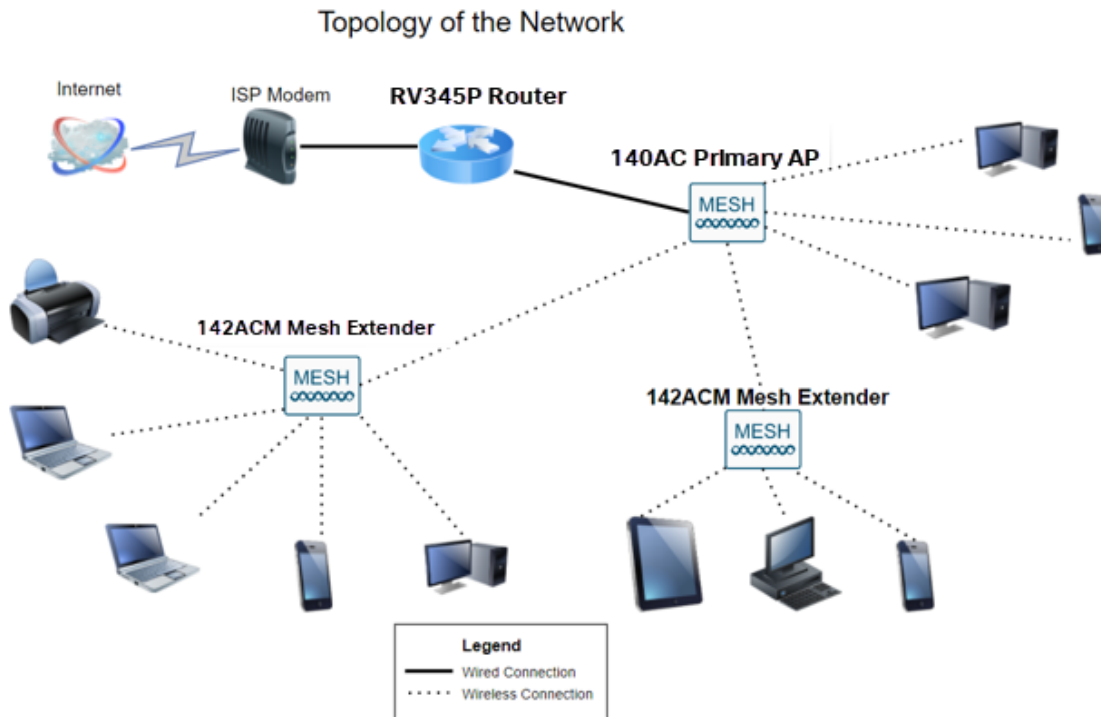 Topology of the Network
Internet
ISP Modem
RV345P Router
140AC Primary AP
MESH
142ACM Mesh Extender
MESH
142ACM Mesh Extender
MESH
Legend
Wired Connection
Wireless Connection